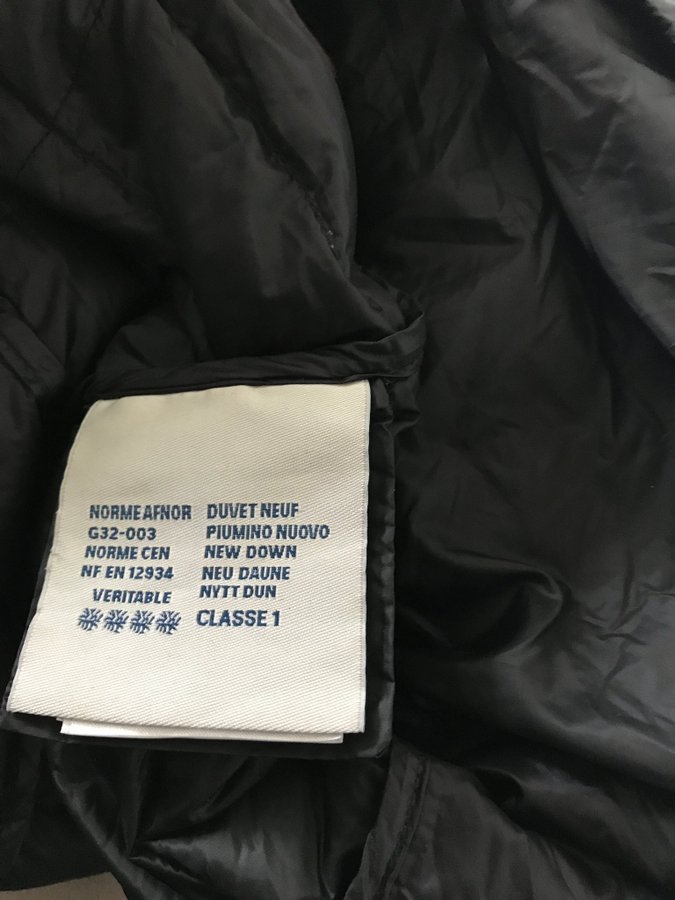 NORME AFNOR
G32-003
NORME CEN
NF EN 12934
VERITABLE
DUVET NEUF
PIUMINO NUOVO
NEW DOWN
NEU DAUNE
NYTT DUN
CLASSE 1